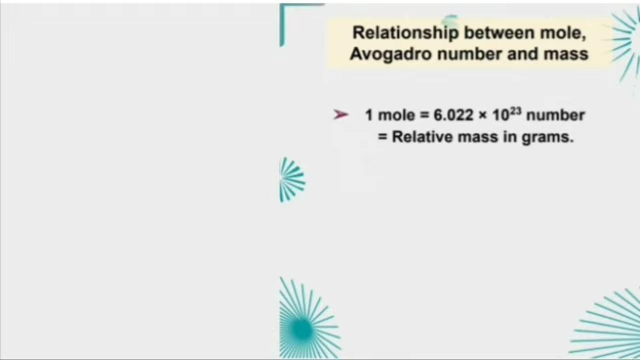 Relationship between mole,
Avogadro number and mass
➢ 1 mole = 6.022 × 10²³ number
= Relative mass in grams.